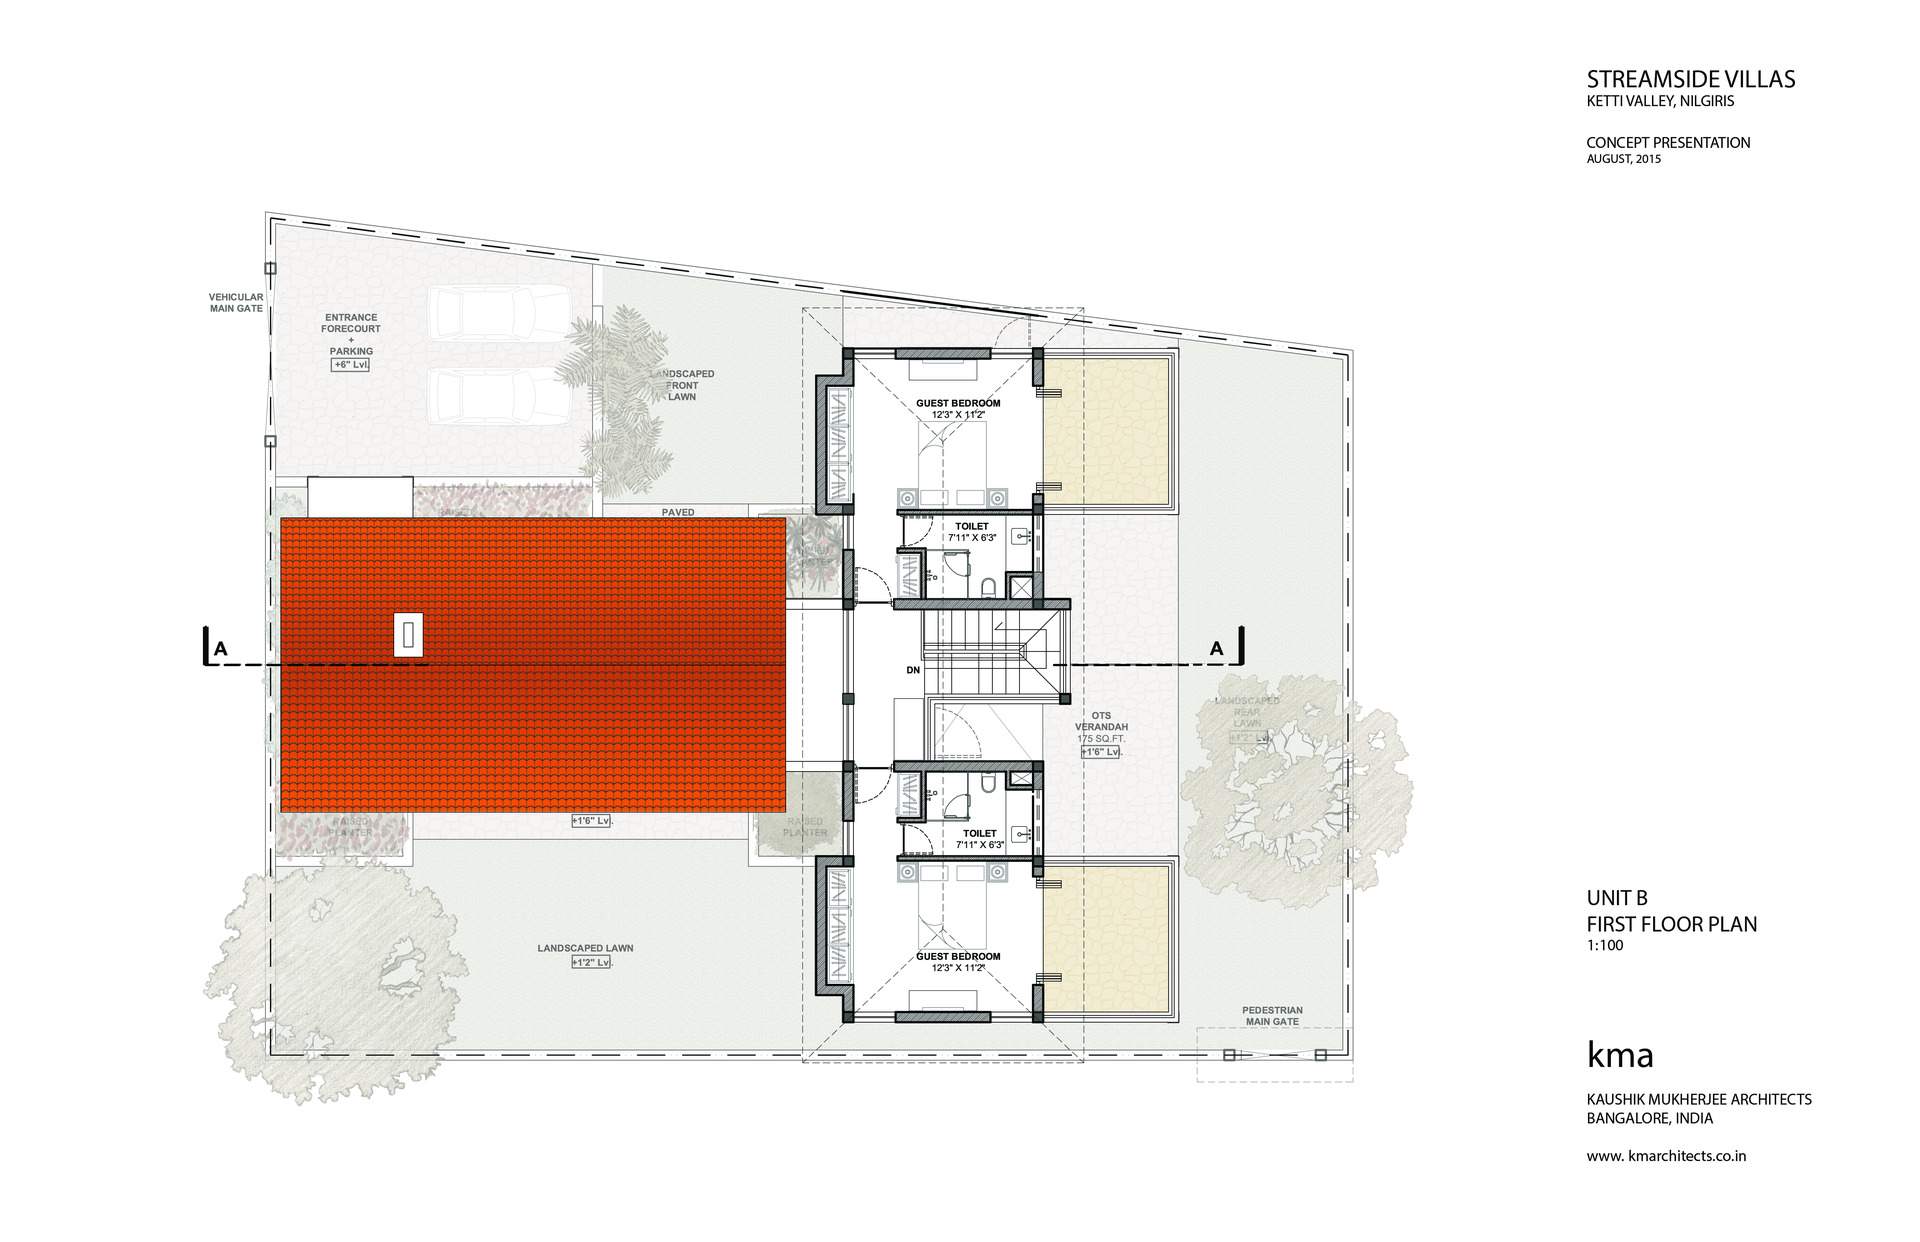 STREAMSIDE VILLAS
KETTI VALLEY, NILGIRIS
CONCEPT PRESENTATION
AUGUST, 2015
VEHICULAR
MAIN GATE
ENTRANCE
FORECOURT
+
PARKING
+6" Lvl.
LANDSCAPED
FRONT
LAWN
GUEST BEDROOM
12'3" X 11'2"
PAVED
TOILET
7'11" X 6'3"
A
A
DN
OTS
VERANDAH
175 SQ.FT.
+1'6" Lvl.
LANDSCAPED
REAR
LAWN
+1'2" Lvl.
RAISED
PLANTER
+1'6" Lvl.
RAISED
PLANTER
TOILET
7'11" X 6'3"
LANDSCAPED LAWN
+1'2" Lvl.
GUEST BEDROOM
12'3" X 11'2"
PEDESTRIAN
MAIN GATE
UNIT B
FIRST FLOOR PLAN
1:100
kma
KAUSHIK MUKHERJEE ARCHITECTS
BANGALORE, INDIA
www. kmarchitects.co.in